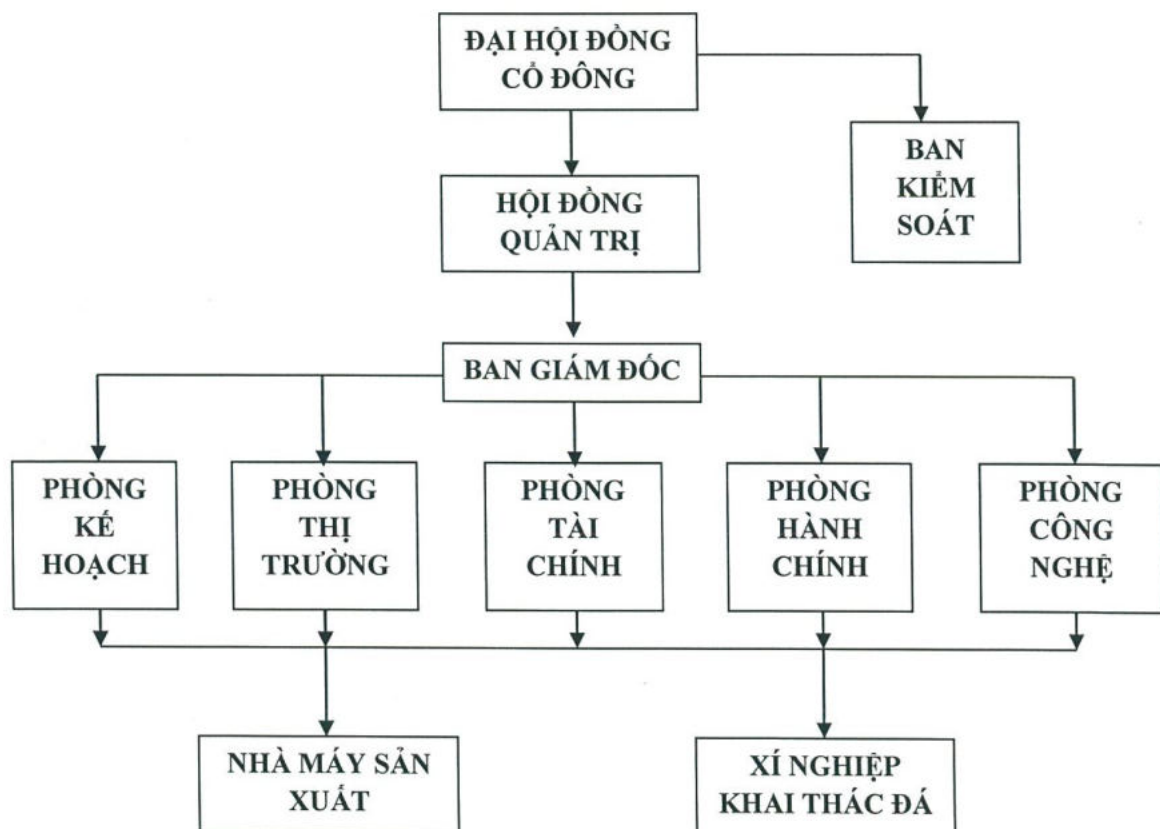 ĐẠI HỘI ĐỒNG
CỔ ĐÔNG
BAN
KIỂM
SOÁT
HỘI ĐỒNG
QUẢN TRỊ
BAN GIÁM ĐỐC
PHÒNG
KẾ
HOẠCH
PHÒNG
THỊ
TRƯỜNG
PHÒNG
TÀI
CHÍNH
PHÒNG
HÀNH
CHÍNH
PHÒNG
CÔNG
NGHỆ
NHÀ MÁY SẢN
XUẤT
XÍ NGHIỆP
KHAI THÁC ĐÁ